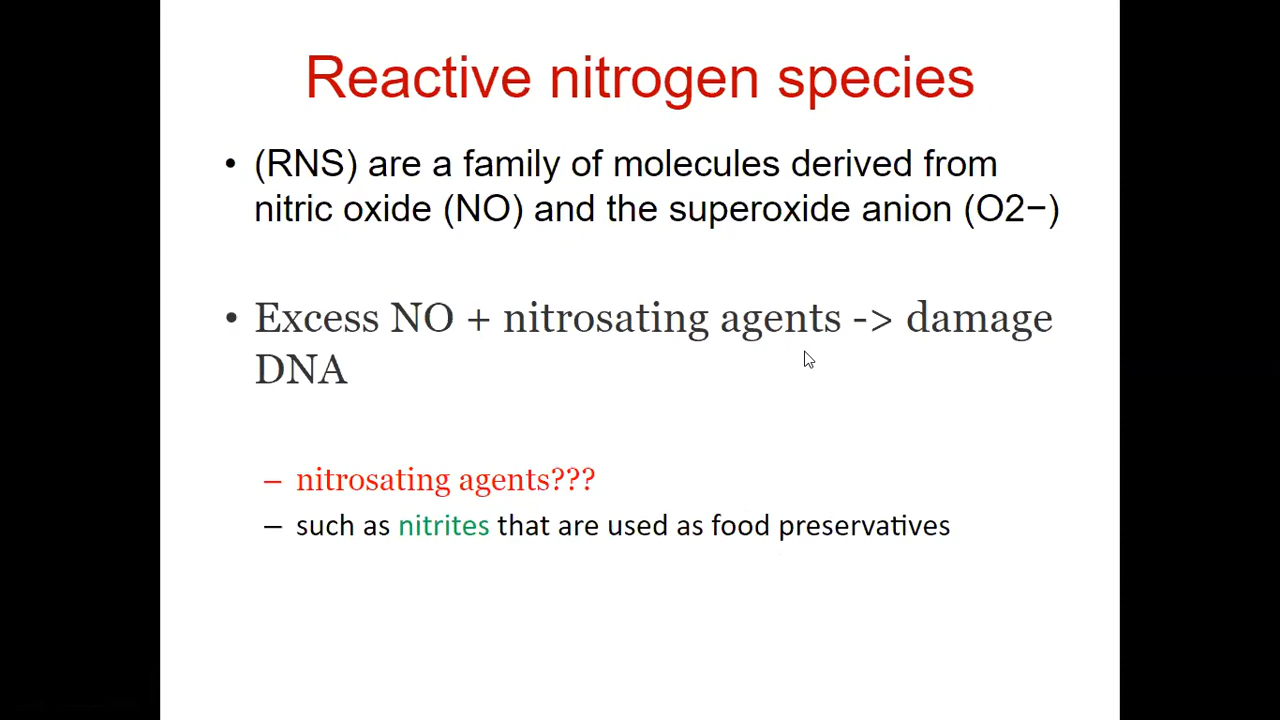 Reactive nitrogen species
• (RNS) are a family of molecules derived from
nitric oxide (NO) and the superoxide anion (O2−)
• Excess NO + nitrosating agents -> damage
DNA
– nitrosating agents???
– such as nitrites that are used as food preservatives